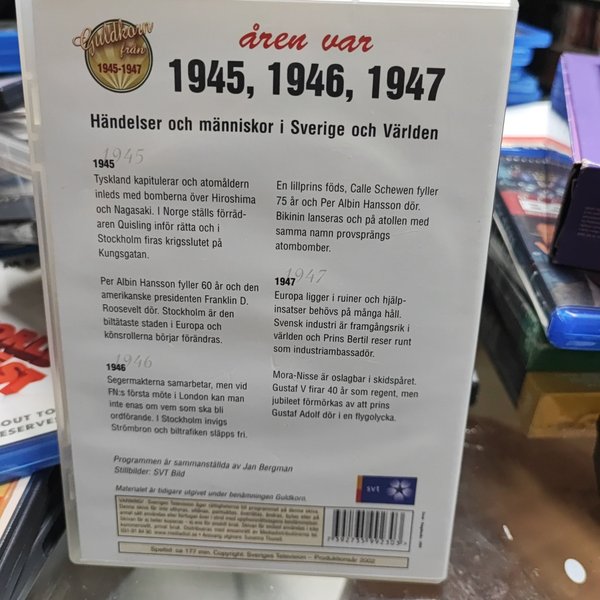 Guldkorn
från
1945-1947
åren var
1945, 1946, 1947
Händelser och människor i Sverige och Världen
1945
1945
Tyskland kapitulerar och atomåldern
inleds med bomberna över Hiroshima
och Nagasaki. I Norge ställs förräd-
aren Quisling inför rätta och i
Stockholm firas krigsslutet på
Kungsgatan.
Per Albin Hansson fyller 60 år och den
amerikanske presidenten Franklin D.
Roosevelt dör. Stockholm är den
biltätaste staden i Europa och
könsrollerna börjar förändras.
1946
1946
Segermakterna samarbetar, men vid
FN:s första möte i London kan man
inte enas om vem som ska bli
ordförande. I Stockholm invigs
Strömbron och biltrafiken släpps fri.
En lillprins föds, Calle Schewen fyller
75 år och Per Albin Hansson dör.
Bikinin lanseras och på atollen med
samma namn provsprängs
atombomber.
1947
1947
Europa ligger i ruiner och hjälp-
insatser behövs på många håll.
Svensk industri är framgångsrik i
världen och Prins Bertil reser runt
som industriambassadör.
Mora-Nisse är oslagbar i skidspåret.
Gustaf V firar 40 år som regent, men
jubileet förmörkas av att prins
Gustaf Adolf dör i en flygolycka.
Programmen är sammanställda av Jan Bergman
Stillbilder: SVT Bild
Materialet är tidigare utgivet under benämningen Guldkorn.
svt
Speltid ca 177 min. Copyright Sveriges Television – Produktionsår 2002
OUT TO
RESERVE